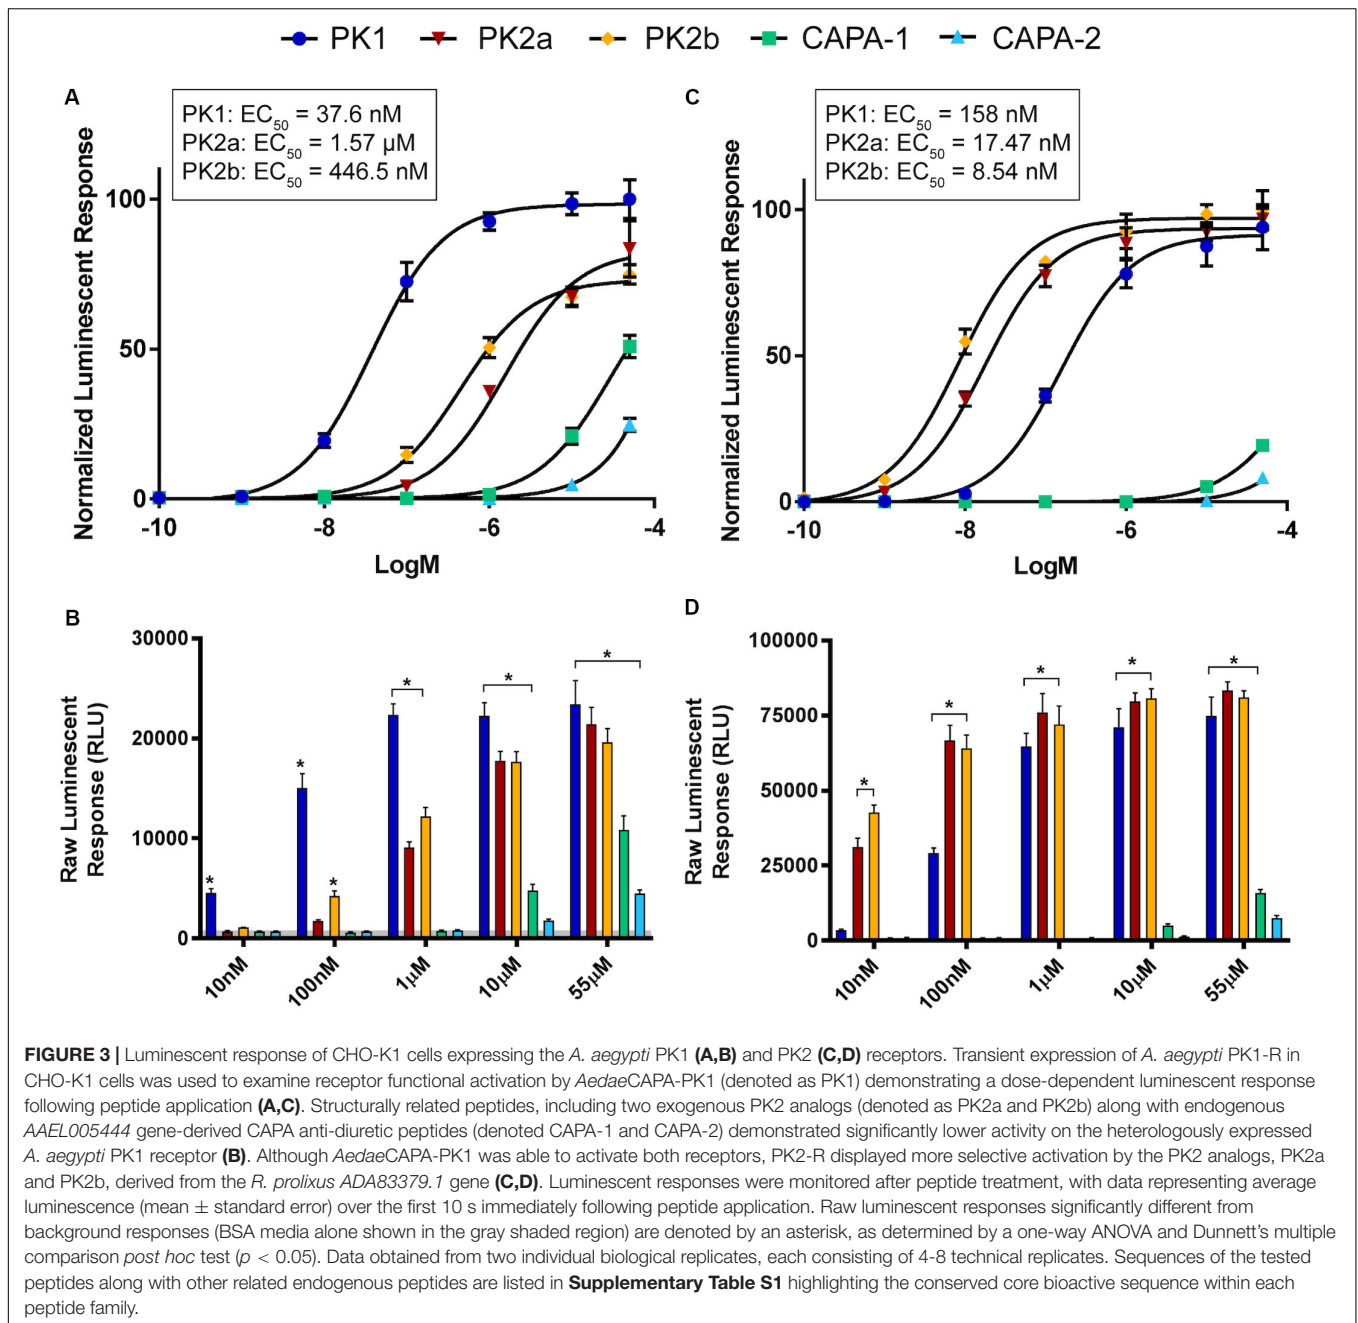 PK1 PK2a PK2b CAPA-1 CAPA-2
A
PK1: EC50 = 37.6 nM
PK2a: EC50 = 1.57 µM
PK2b: EC50 = 446.5 nM
Normalized Luminescent Response
100
50
0
-10 -8 -6 -4
LogM
C
PK1: EC50 = 158 nM
PK2a: EC50 = 17.47 nM
PK2b: EC50 = 8.54 nM
Normalized Luminescent Response
100
50
0
-10 -8 -6 -4
LogM
B
Raw Luminescent
Response (RLU)
30000
20000
10000
0
* * * * * *
10nM 100nM 1µM 10µM 55µM
D
Raw Luminescent
Response (RLU)
100000
75000
50000
25000
0
* * * * *
10nM 100nM 1µM 10µM 55µM
FIGURE 3 | Luminescent response of CHO-K1 cells expressing the A. aegypti PK1 (A,B) and PK2 (C,D) receptors. Transient expression of A. aegypti PK1-R in
CHO-K1 cells was used to examine receptor functional activation by AedaeCAPA-PK1 (denoted as PK1) demonstrating a dose-dependent luminescent response
following peptide application (A,C). Structurally related peptides, including two exogenous PK2 analogs (denoted as PK2a and PK2b) along with endogenous
AAEL005444 gene-derived CAPA anti-diuretic peptides (denoted CAPA-1 and CAPA-2) demonstrated significantly lower activity on the heterologously expressed
A. aegypti PK1 receptor (B). Although AedaeCAPA-PK1 was able to activate both receptors, PK2-R displayed more selective activation by the PK2 analogs, PK2a
and PK2b, derived from the R. prolixus ADA83379.1 gene (C,D). Luminescent responses were monitored after peptide treatment, with data representing average
luminescence (mean ± standard error) over the first 10 s immediately following peptide application. Raw luminescent responses significantly different from
background responses (BSA media alone shown in the gray shaded region) are denoted by an asterisk, as determined by a one-way ANOVA and Dunnett's multiple
comparison post hoc test (p < 0.05). Data obtained from two individual biological replicates, each consisting of 4-8 technical replicates. Sequences of the tested
peptides along with other related endogenous peptides are listed in Supplementary Table S1 highlighting the conserved core bioactive sequence within each
peptide family.